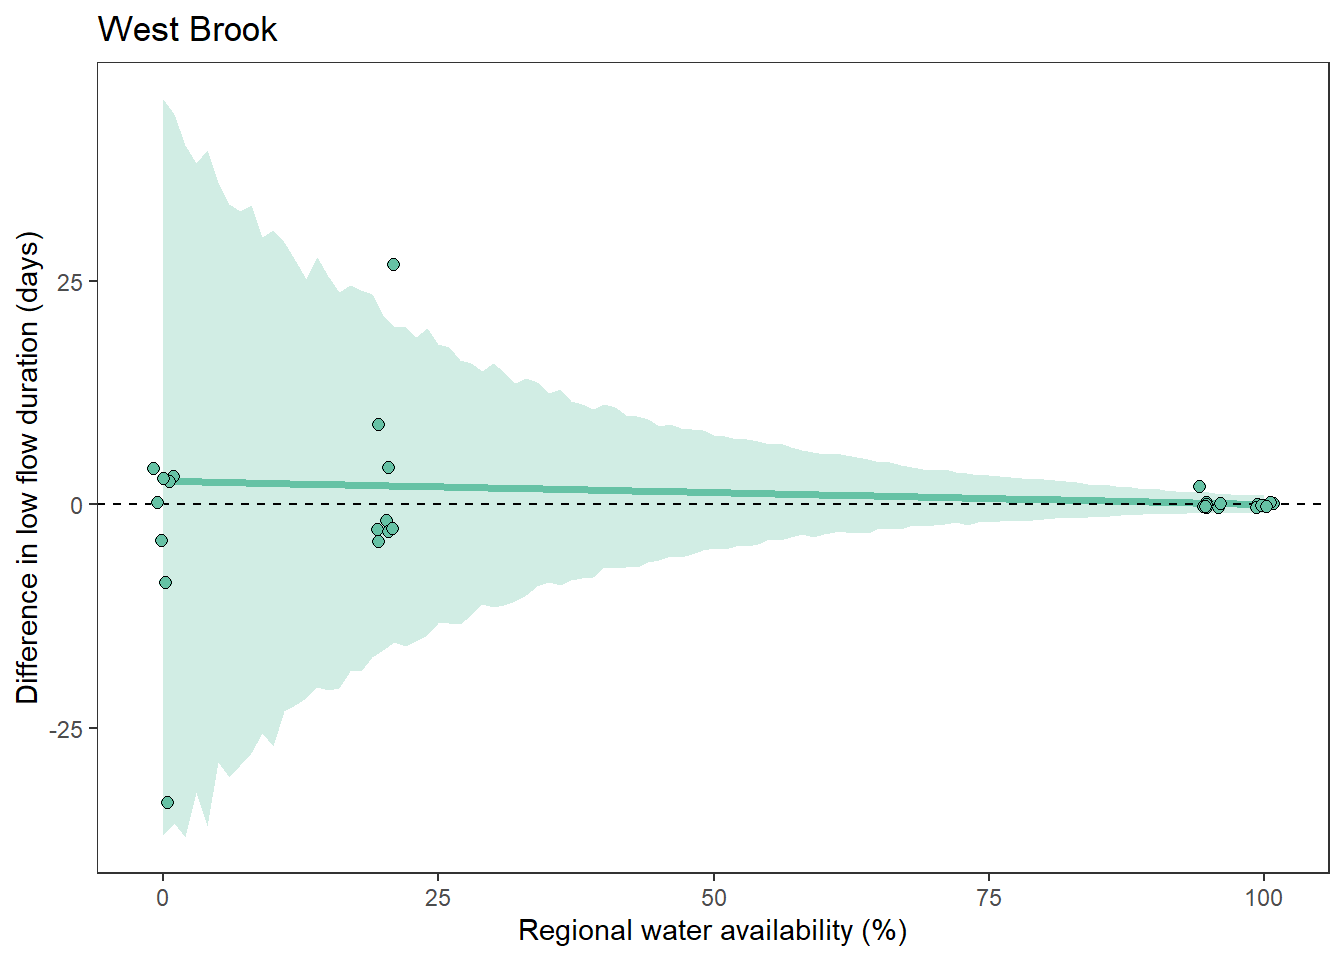 West Brook
Difference in low flow duration (days)
25
0
-25
0 25 50 75 100
Regional water availability (%)